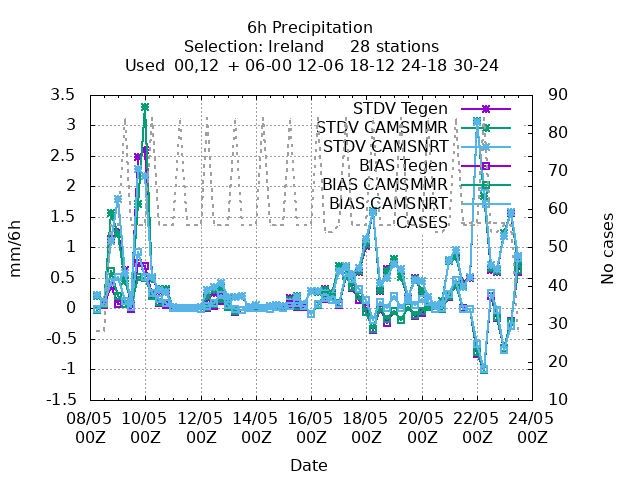 6h Precipitation
Selection: Ireland     28 stations
Used  00,12  + 06-00 12-06 18-12 24-18 30-24
3.5
3
2.5
2
1.5
1
0.5
0
-0.5
-1
-1.5
mm/6h
90
80
70
60
50
40
30
20
10
No cases
STDV Tegen
STDV CAMSMMR
STDV CAMSNRT
BIAS Tegen
BIAS CAMSMMR
BIAS CAMSNRT
CASES
08/05 10/05 12/05 14/05 16/05 18/05 20/05 22/05 24/05
00Z 00Z 00Z 00Z 00Z 00Z 00Z 00Z 00Z
Date